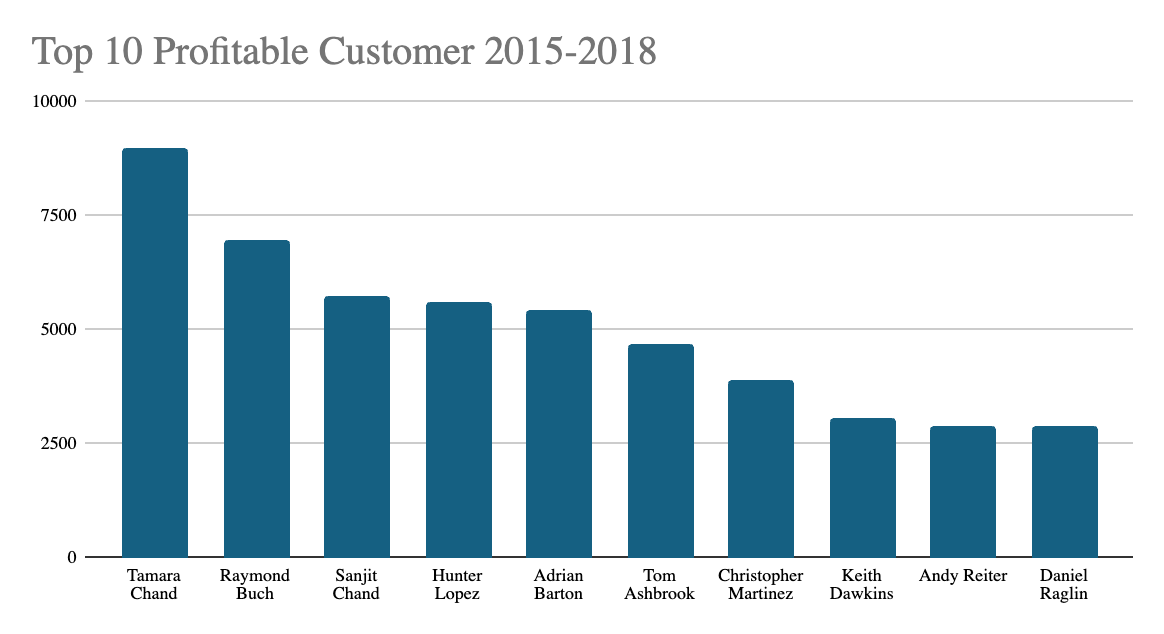 Top 10 Profitable Customer 2015-2018
10000
7500
5000
2500
0
Tamara
Chand
Raymond
Buch
Sanjit
Chand
Hunter
Lopez
Adrian
Barton
Tom
Ashbrook
Christopher
Martinez
Keith
Dawkins
Andy Reiter
Daniel
Raglin